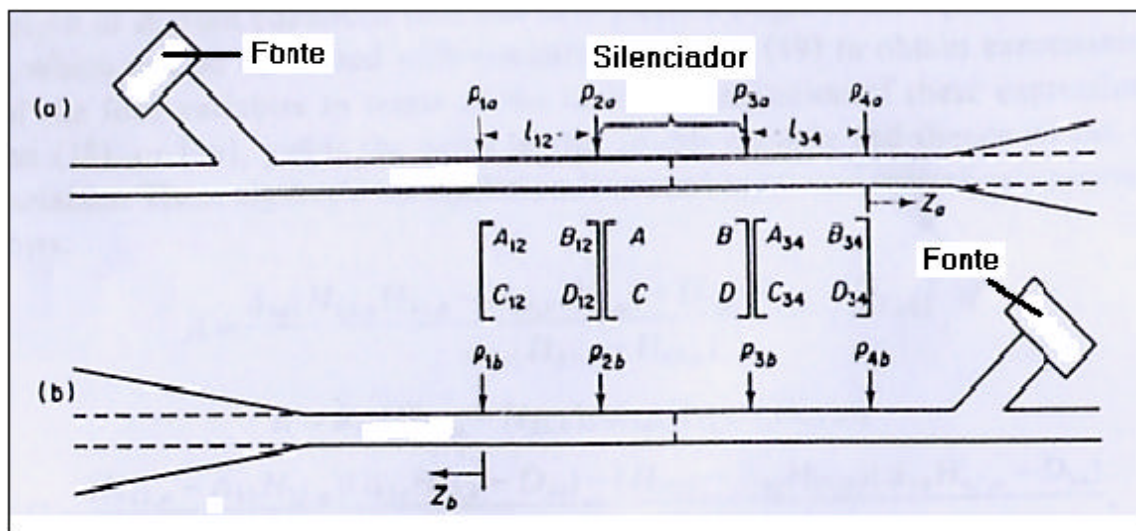 Fonte
Silenciador
(a)
p1a p2a p3a p4a
l12 l34
Za
A12 B12 A B A34 B34
C12 D12 C D C34 D34
Fonte
p1b p2b p3b p4b
(b)
Zb